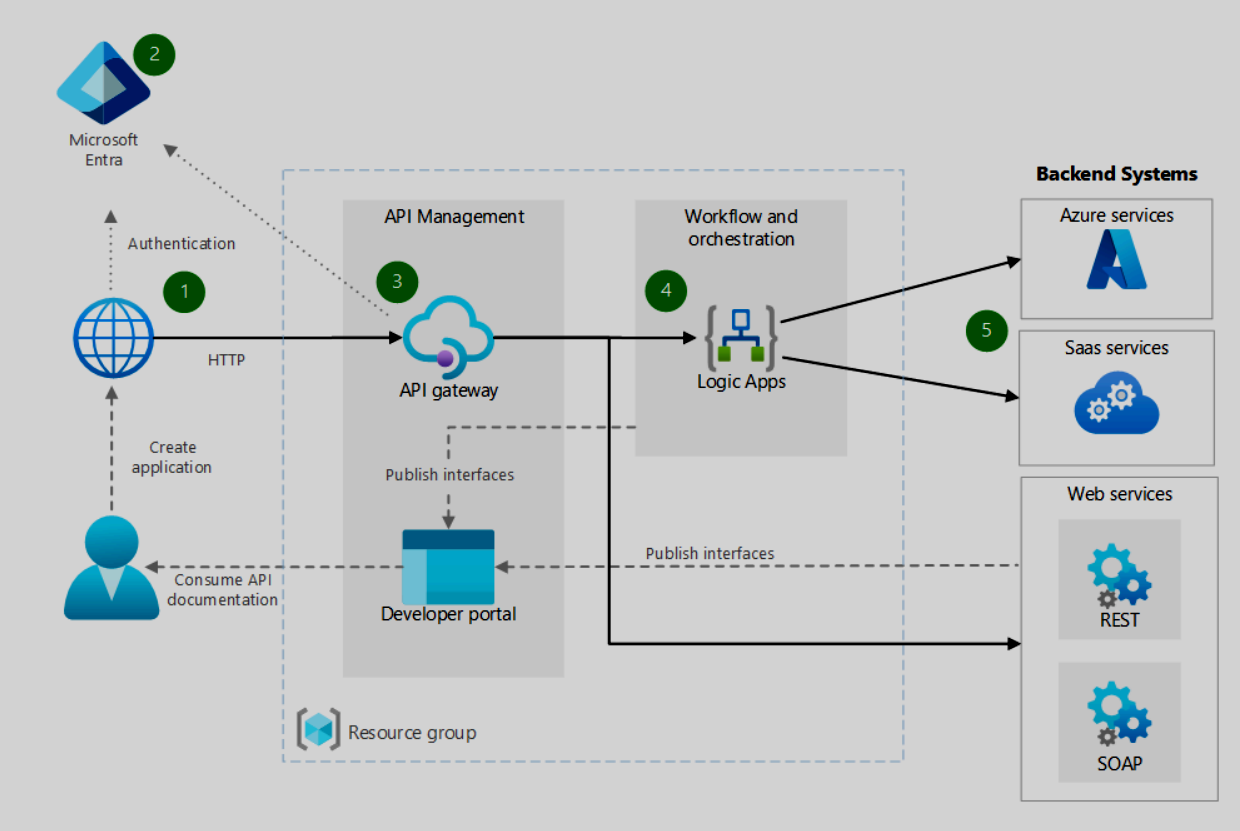 2
Microsoft
Entra
Authentication
1
HTTP
Create
application
Consume API
documentation
API Management
3
API gateway
Publish interfaces
Developer portal
Resource group
Workflow and
orchestration
4
Logic Apps
Publish interfaces
Backend Systems
Azure services
5
Saas services
Web services
REST
SOAP